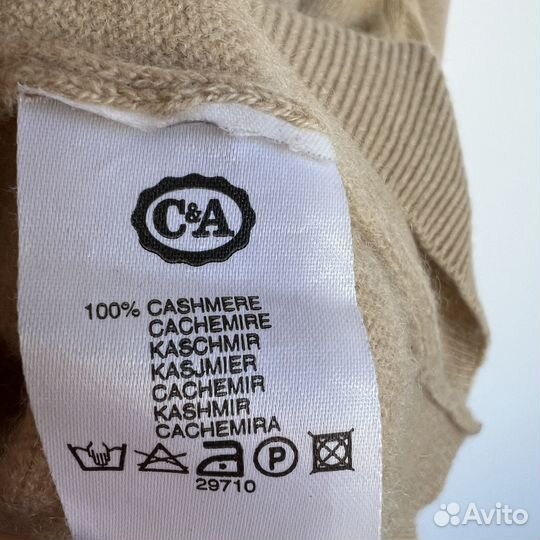 C&A
100% CASHMERE
CACHEMIRE
KASCHMIR
KASJMIER
CACHEMIR
KASHMIR
CACHEMIRA
P
29710
Avito